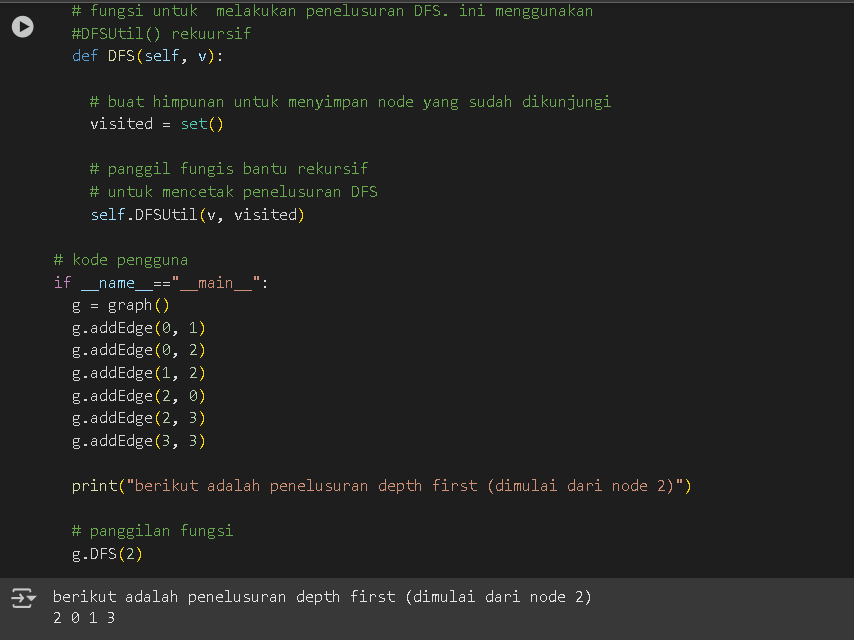 # fungsi untuk  melakukan penelusuran DFS. ini menggunakan
#DFSUtil() rekuursif
def DFS(self, v):
# buat himpunan untuk menyimpan node yang sudah dikunjungi
visited = set()
# panggil fungis bantu rekursif
# untuk mencetak penelusuran DFS
self.DFSUtil(v, visited)
# kode pengguna
if __name__=="__main__":
g = graph()
g.addEdge(0, 1)
g.addEdge(0, 2)
g.addEdge(1, 2)
g.addEdge(2, 0)
g.addEdge(2, 3)
g.addEdge(3, 3)
print("berikut adalah penelusuran depth first (dimulai dari node 2)")
# panggilan fungsi
g.DFS(2)
berikut adalah penelusuran depth first (dimulai dari node 2)
2 0 1 3